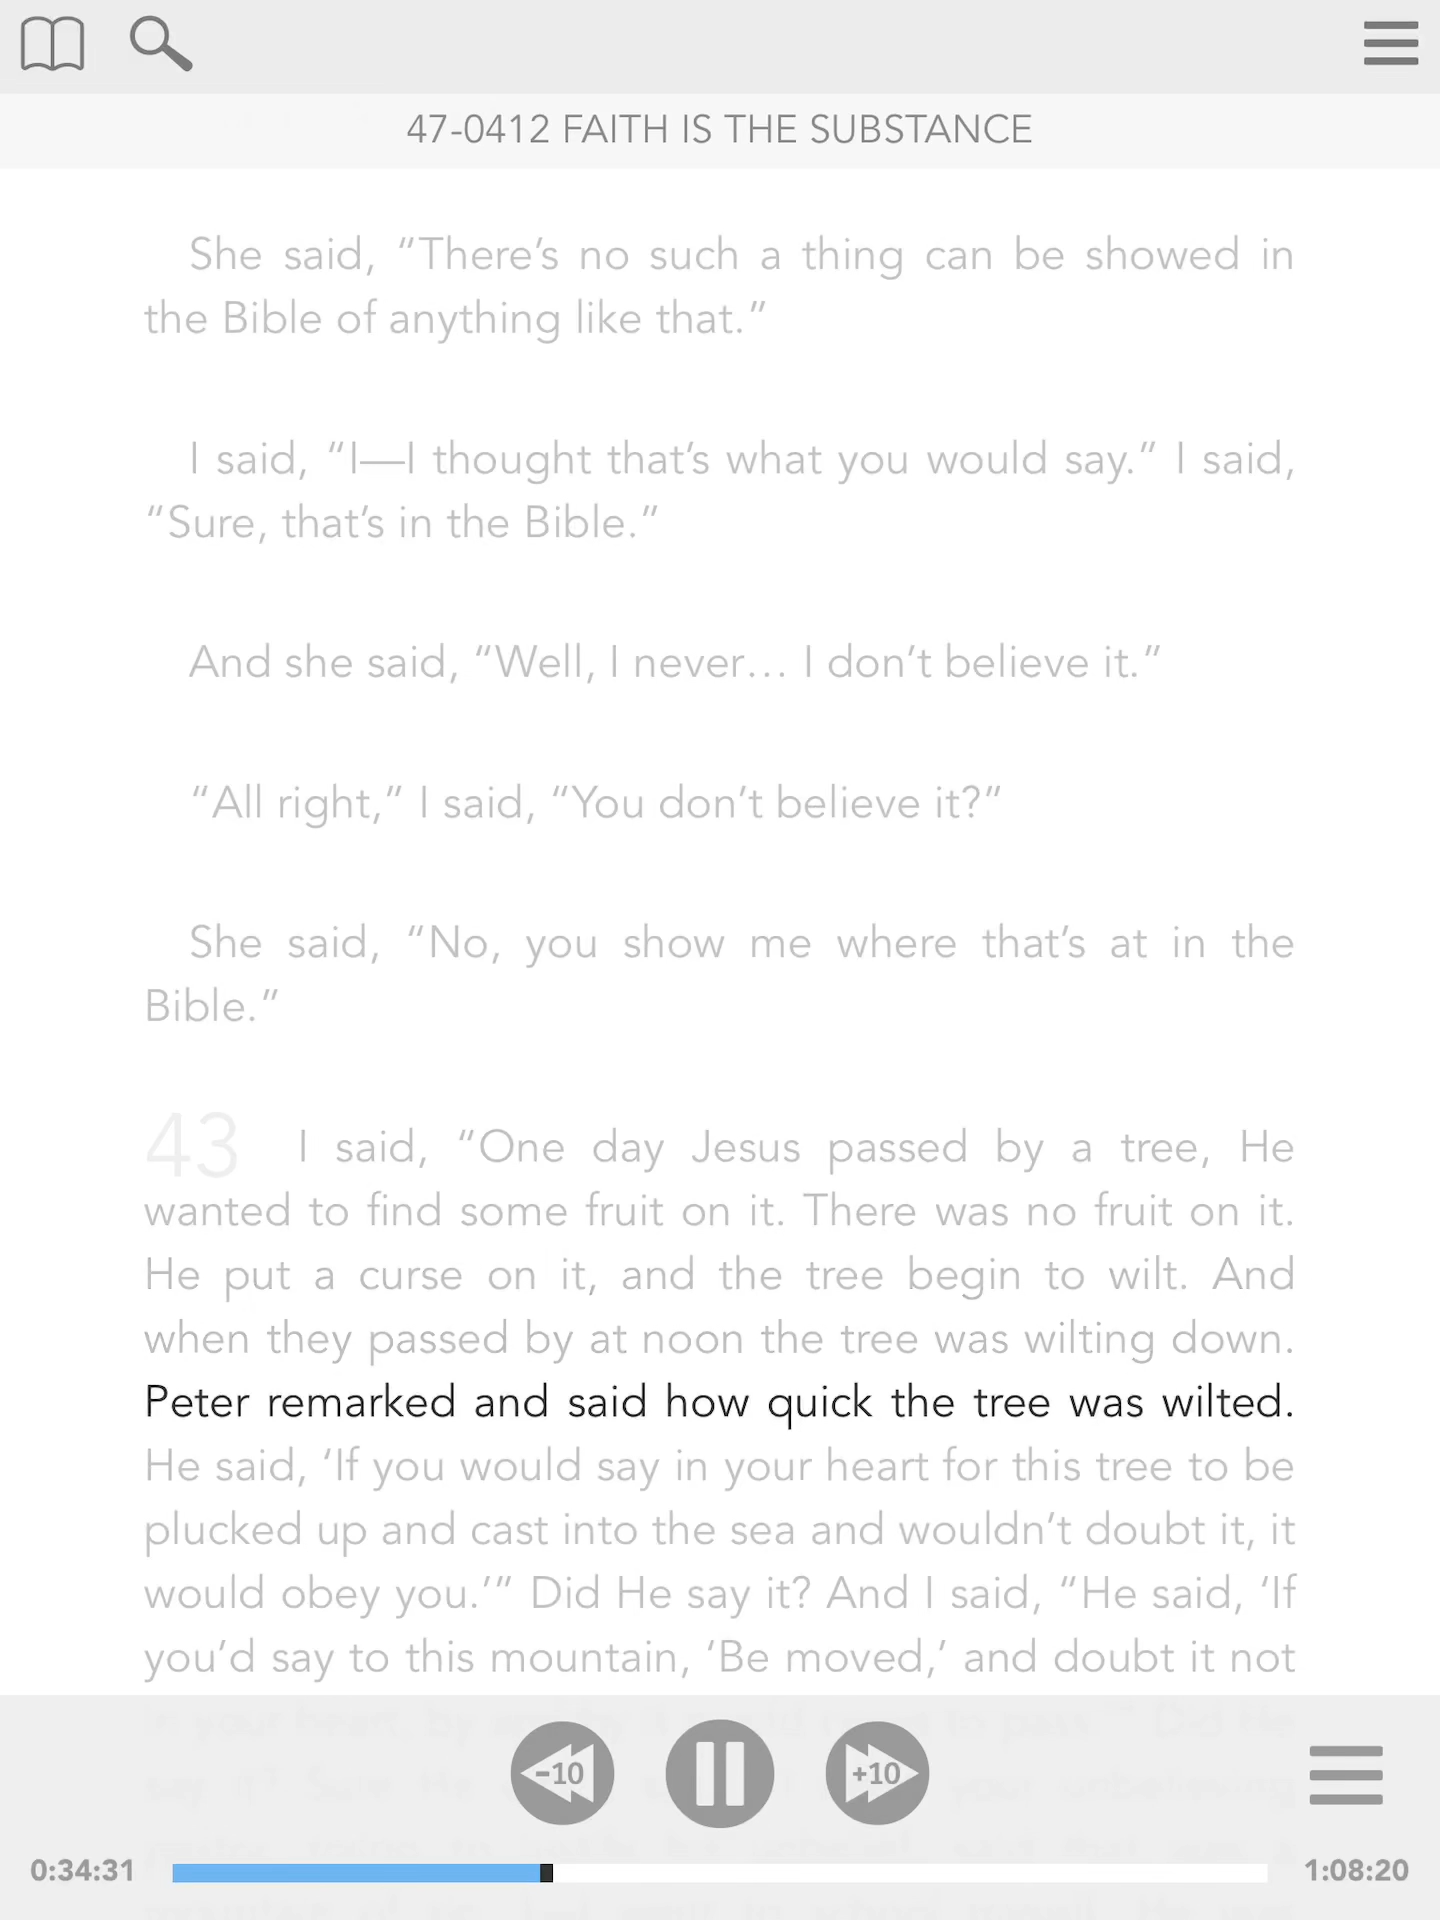 47-0412 FAITH IS THE SUBSTANCE
She said, “There’s no such a thing can be showed in
the Bible of anything like that.”
I said, “I—I thought that’s what you would say.” I said,
“Sure, that’s in the Bible.”
And she said, “Well, I never… I don’t believe it.”
“All right,” I said, “You don’t believe it?”
She said, “No, you show me where that’s at in the
Bible.”
43 I said, “One day Jesus passed by a tree, He
wanted to find some fruit on it. There was no fruit on it.
He put a curse on it, and the tree begin to wilt. And
when they passed by at noon the tree was wilting down.
Peter remarked and said how quick the tree was wilted.
He said, ‘If you would say in your heart for this tree to be
plucked up and cast into the sea and wouldn’t doubt it, it
would obey you.’” Did He say it? And I said, “He said, ‘If
you’d say to this mountain, ‘Be moved,’ and doubt it not
-10 +10
0:34:31 1:08:20